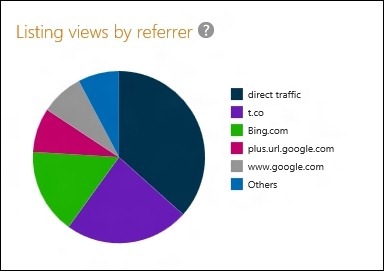 Listing views by referrer ?
direct traffic
t.co
Bing.com
plus.url.google.com
www.google.com
Others